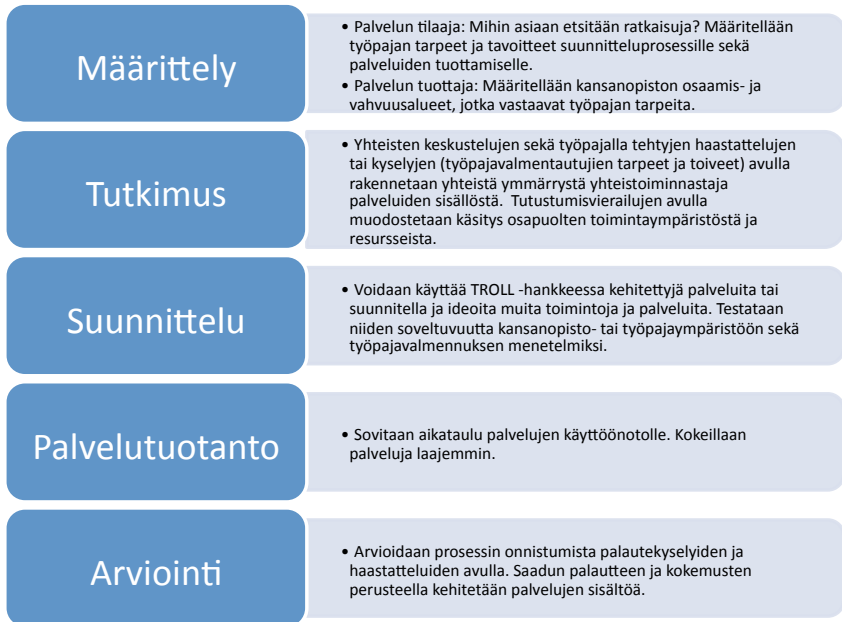 Määrittely
• Palvelun tilaaja: Mihin asiaan etsitään ratkaisuja? Määritellään
työpajan tarpeet ja tavoitteet suunnitteluprosessille sekä
palveluiden tuottamiselle.
• Palvelun tuottaja: Määritellään kansanopiston osaamis- ja
vahvuusalueet, jotka vastaavat työpajan tarpeita.
Tutkimus
• Yhteisten keskustelujen sekä työpajalla tehtyjen haastattelujen
tai kyselyjen (työpajavalmentautujien tarpeet ja toiveet) avulla
rakennetaan yhteistä ymmärrystä yhteistoiminnastaja
palveluiden sisällöstä. Tutustumisvierailujen avulla
muodostetaan käsitys osapuolten toimintaympäristöstä ja
resursseista.
Suunnittelu
• Voidaan käyttää TROLL -hankkeessa kehitettyjä palveluita tai
suunnitella ja ideoita muita toimintoja ja palveluita. Testataan
niiden soveltuvuutta kansanopisto- tai työpajaympäristöön sekä
työpajavalmennuksen menetelmiksi.
Palvelutuotanto
• Sovitaan aikataulu palvelujen käyttöönotolle. Kokeillaan
palveluja laajemmin.
Arviointi
• Arvioidaan prosessin onnistumista palautekyselyiden ja
haastatteluiden avulla. Saadun palautteen ja kokemusten
perusteella kehitetään palvelujen sisältöä.